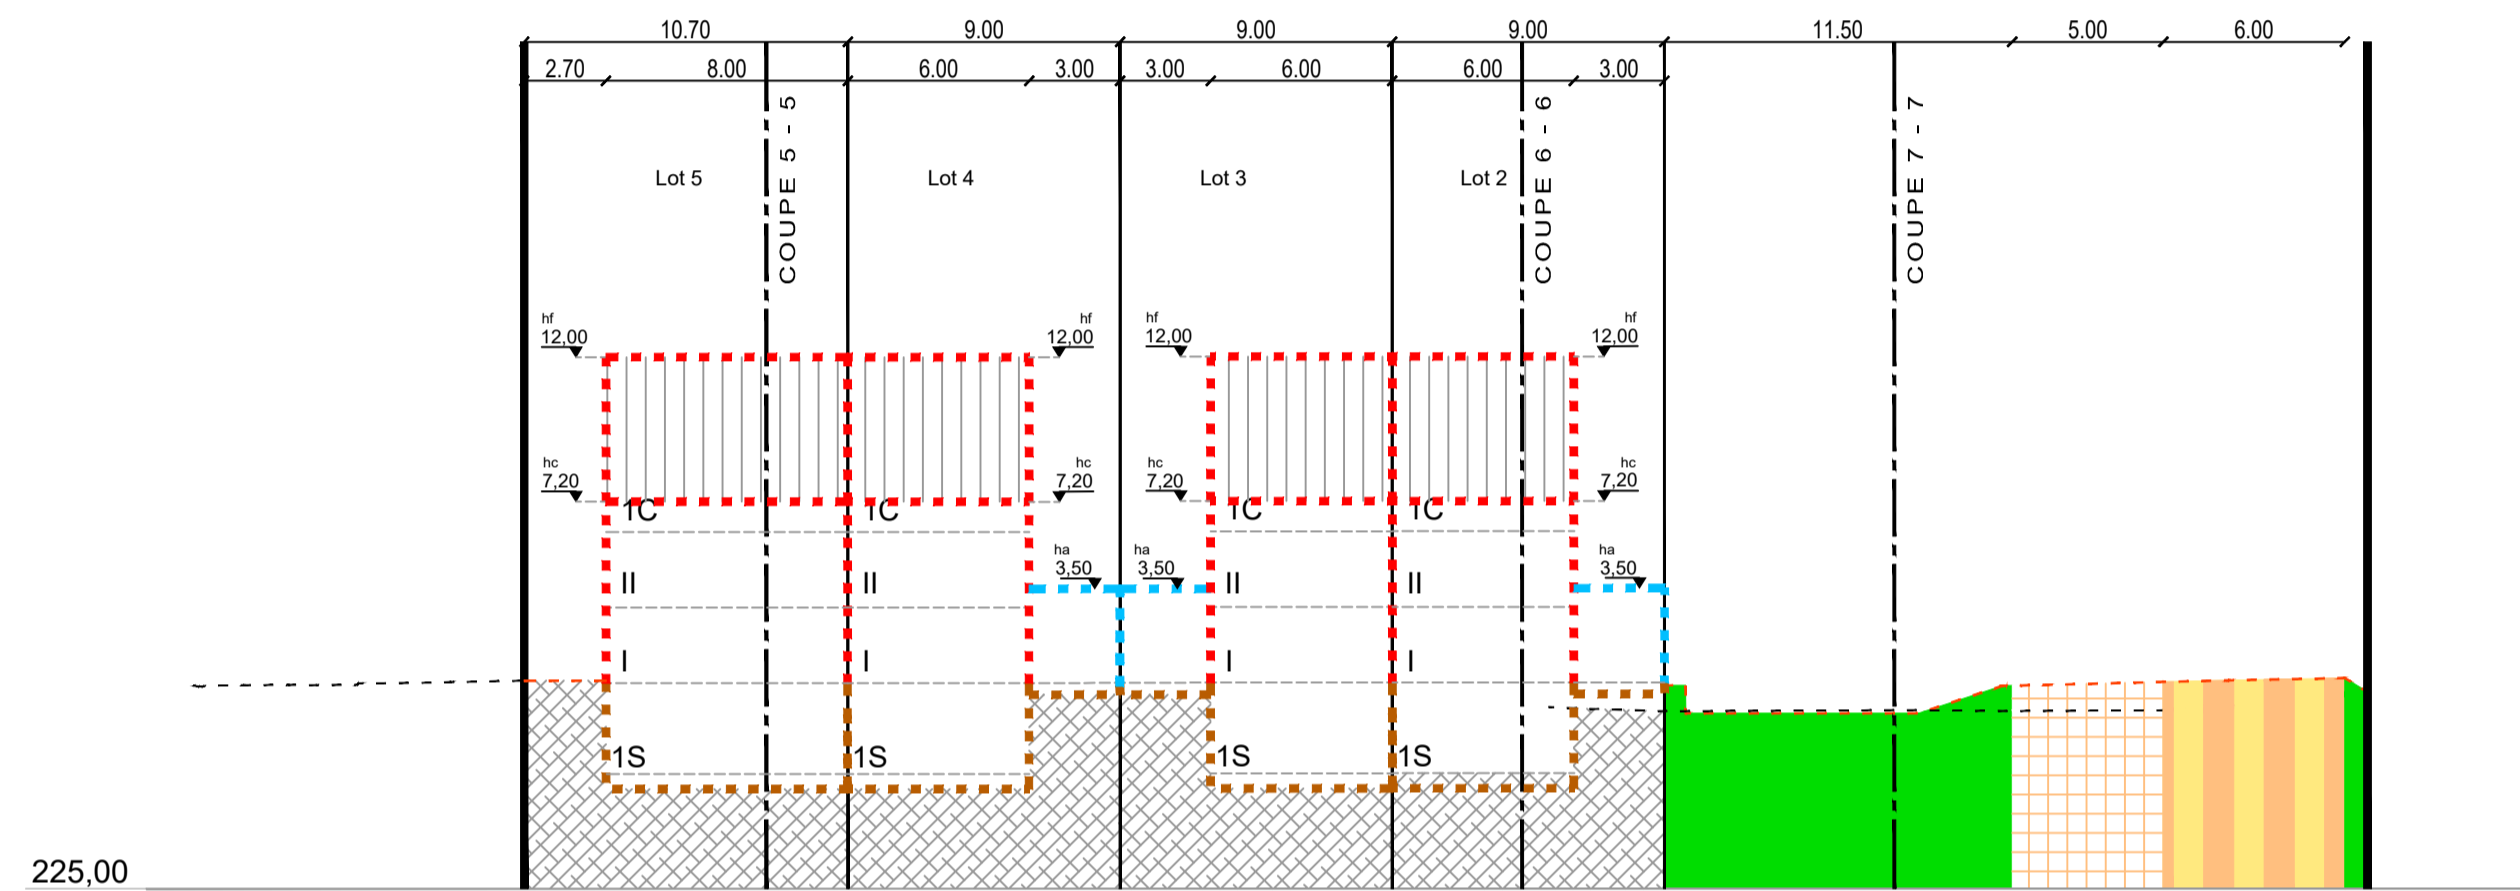 10.70 9.00 9.00 9.00 11.50 5.00 6.00
2.70 8.00 6.00 3.00 3.00 6.00 6.00 3.00
COUPE 5 - 5
COUPE 6 - 6
COUPE 7 - 7
Lot 5 Lot 4 Lot 3 Lot 2
hf hf hf hf
12,00 12,00 12,00 12,00
hc hc hc hc
7,20 7,20 7,20 7,20
1C 1C 1C 1C
ha ha ha
3,50 3,50 3,50
II II II II
I I I I
1S 1S 1S 1S
225,00